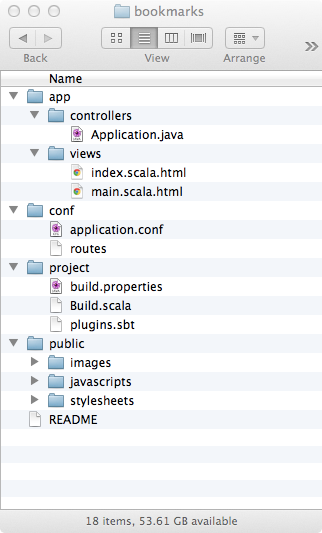 bookmarks
Back
View
Arrange
Name
app
controllers
Application.java
views
index.scala.html
main.scala.html
conf
application.conf
routes
project
build.properties
Build.scala
plugins.sbt
public
images
javascripts
stylesheets
README
18 items, 53.61 GB available